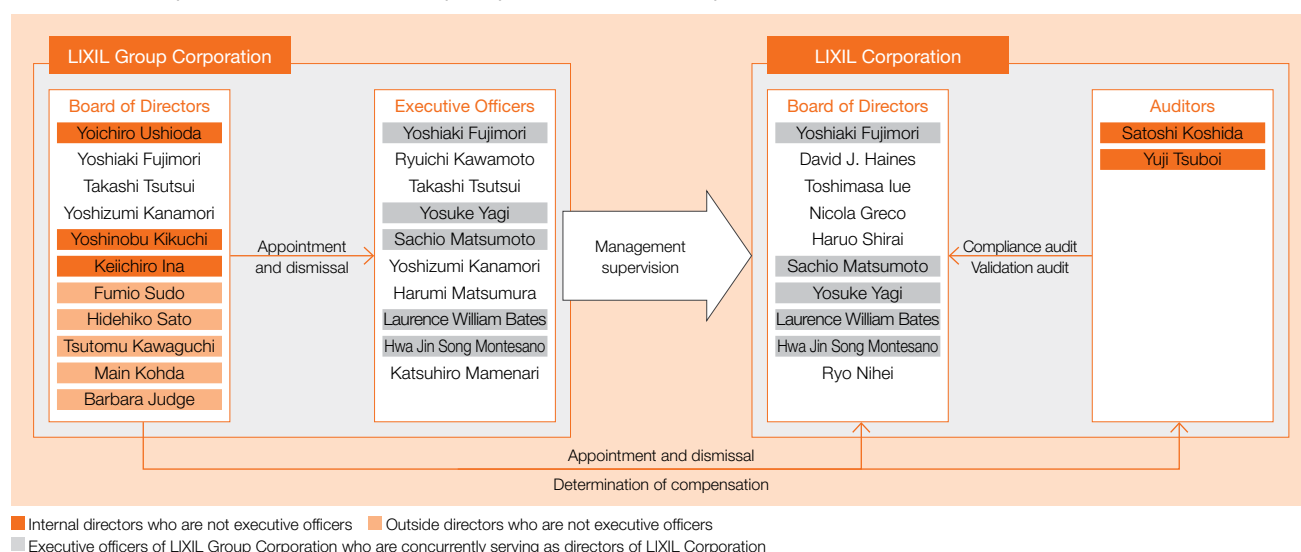 LIXIL Group Corporation
Board of Directors
Yoichiro Ushioda
Yoshiaki Fujimori
Takashi Tsutsui
Yoshizumi Kanamori
Yoshinobu Kikuchi
Keiichiro Ina
Fumio Sudo
Hidehiko Sato
Tsutomu Kawaguchi
Main Kohda
Barbara Judge
Appointment
and dismissal
Executive Officers
Yoshiaki Fujimori
Ryuichi Kawamoto
Takashi Tsutsui
Yosuke Yagi
Sachio Matsumoto
Yoshizumi Kanamori
Harumi Matsumura
Laurence William Bates
Hwa Jin Song Montesano
Katsuhiro Mamenari
Management
supervision
LIXIL Corporation
Board of Directors
Yoshiaki Fujimori
David J. Haines
Toshimasa Iue
Nicola Greco
Haruo Shirai
Sachio Matsumoto
Yosuke Yagi
Laurence William Bates
Hwa Jin Song Montesano
Ryo Nihei
Compliance audit
Validation audit
Auditors
Satoshi Koshida
Yuji Tsuboi
Appointment and dismissal
Determination of compensation
Internal directors who are not executive officers
Outside directors who are not executive officers
Executive officers of LIXIL Group Corporation who are concurrently serving as directors of LIXIL Corporation